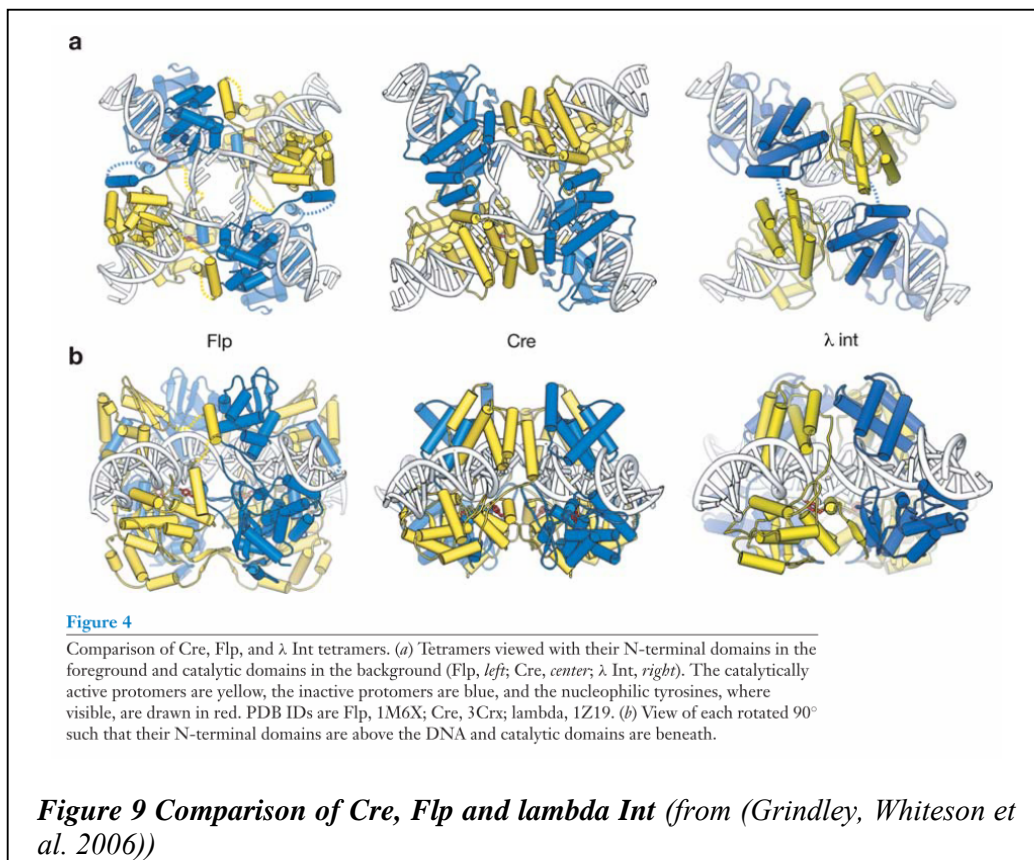 a
Flp
Cre
λ int
b
Figure 4
Comparison of Cre, Flp, and λ Int tetramers. (a) Tetramers viewed with their N-terminal domains in the
foreground and catalytic domains in the background (Flp, left; Cre, center; λ Int, right). The catalytically
active protomers are yellow, the inactive protomers are blue, and the nucleophilic tyrosines, where
visible, are drawn in red. PDB IDs are Flp, 1M6X; Cre, 3Crx; lambda, 1Z19. (b) View of each rotated 90°
such that their N-terminal domains are above the DNA and catalytic domains are beneath.
Figure 9 Comparison of Cre, Flp and lambda Int (from (Grindley, Whiteson et
al. 2006))